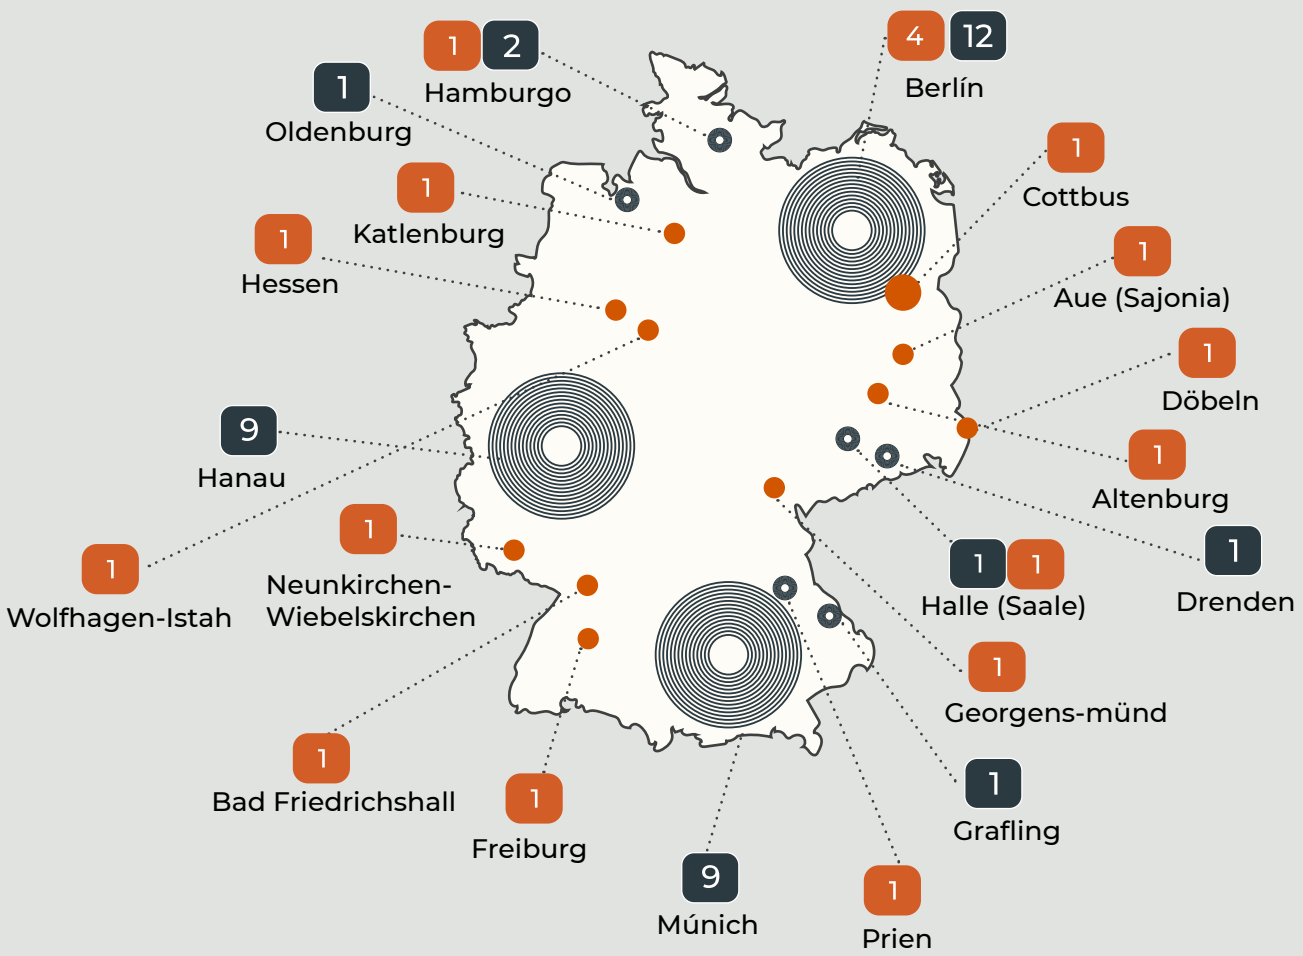 1 2
Hamburgo
4 12
Berlín
1
Oldenburg
1
Cottbus
1
Katlenburg
1
Hessen
1
Aue (Sajonia)
1
Döbeln
9
Hanau
1
Altenburg
1
Neunkirchen-
Wiebelskirchen
1
Wolfhagen-Istah
1 1
Halle (Saale)
1
Drenden
1
Georgens-münd
1
Bad Friedrichshall
1
Freiburg
1
Grafling
9
Múnich
1
Prien